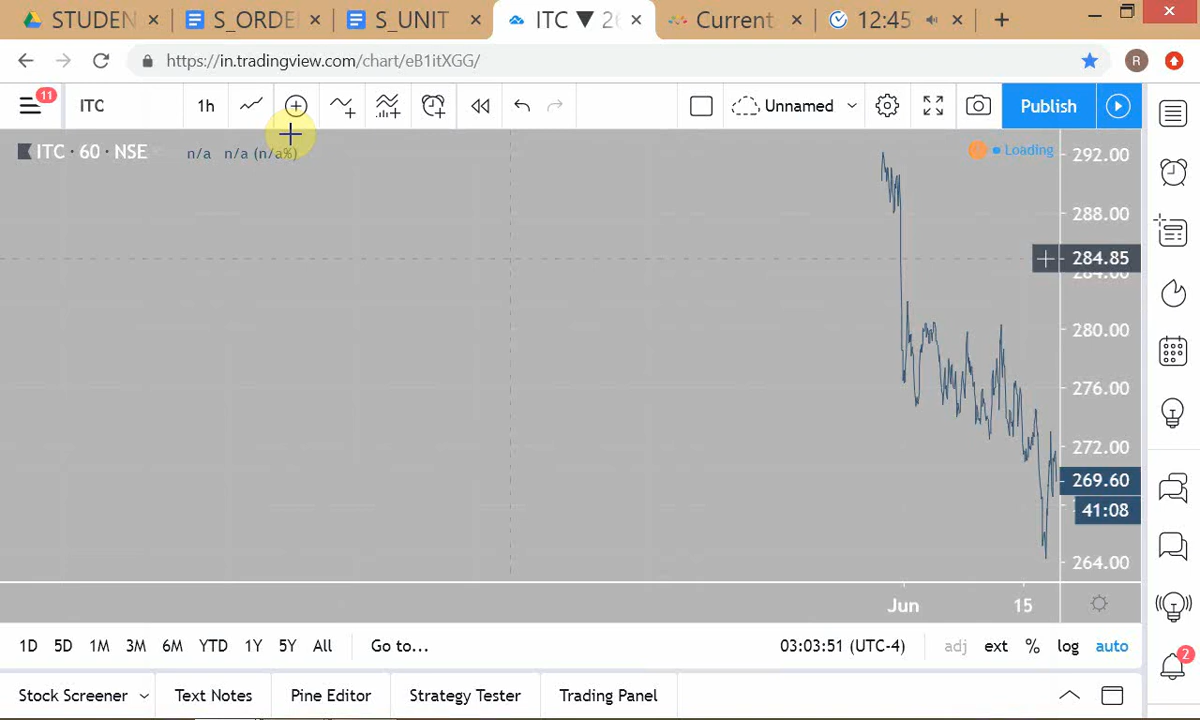 STUDEN
S_ORDE
S_UNIT
ITC ▼ 26
Current
12:45
https://in.tradingview.com/chart/eB1itXGG/
R
11
ITC
1h
Unnamed
Publish
ITC · 60 · NSE
n/a n/a (n/a%)
Loading
292.00
288.00
284.85
284.00
280.00
276.00
272.00
269.60
41:08
264.00
Jun
15
1D 5D 1M 3M 6M YTD 1Y 5Y All Go to...
03:03:51 (UTC-4)
adj ext % log auto
2
Stock Screener
Text Notes
Pine Editor
Strategy Tester
Trading Panel